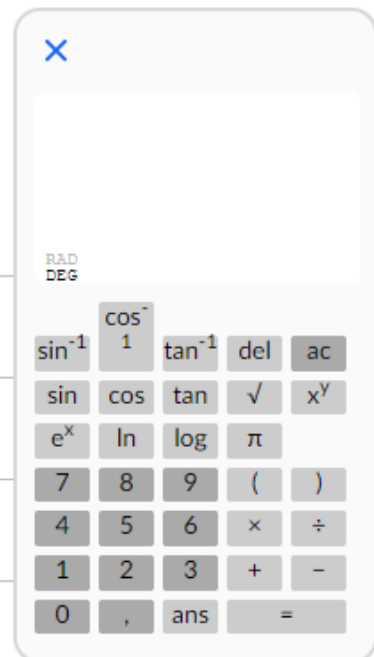 ×
RAD
DEG
sin⁻¹ cos⁻¹ tan⁻¹ del ac
sin cos tan √ xʸ
eˣ ln log π
7 8 9 ( )
4 5 6 × ÷
1 2 3 + −
0 , ans =